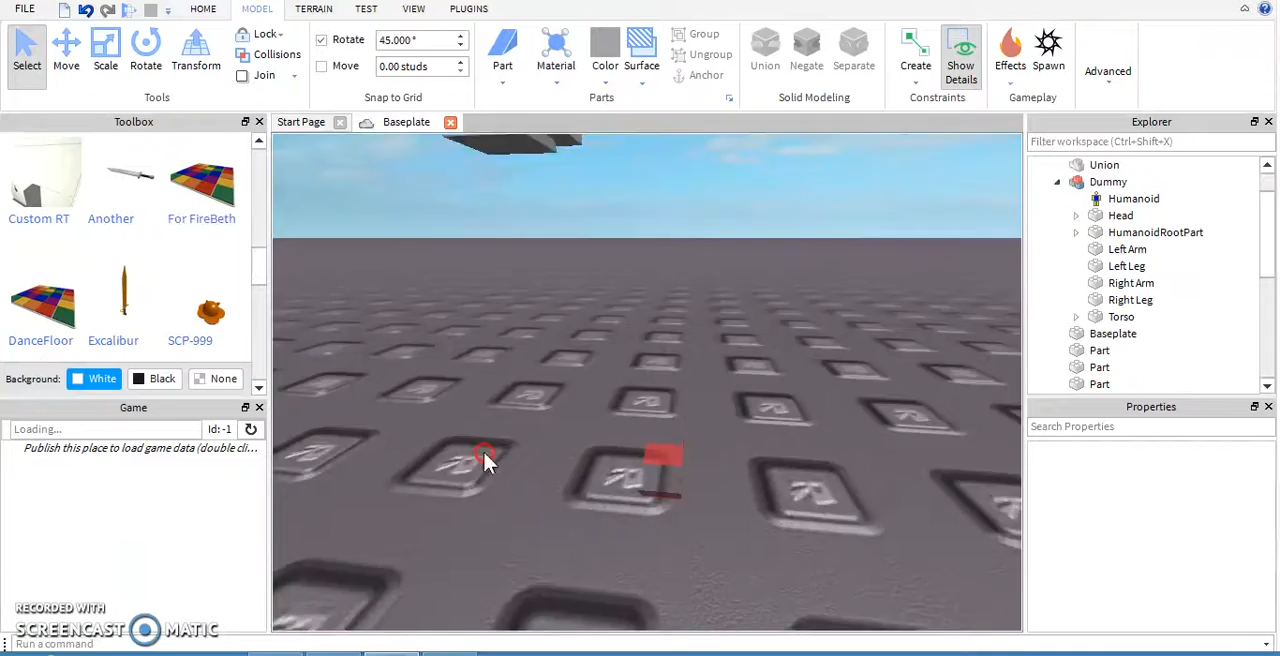 FILE HOME MODEL TERRAIN TEST VIEW PLUGINS
Select Move Scale Rotate Transform
Lock
Collisions
Join
Tools
Rotate 45.000 °
Move 0.00 studs
Snap to Grid
Part Material Color Surface
Group
Ungroup
Anchor
Parts
Union Negate Separate
Solid Modeling
Create Show Details
Constraints
Effects Spawn
Gameplay
Advanced
Toolbox
Custom RT Another For FireBeth
DanceFloor Excalibur SCP-999
Background: White Black None
Game
Loading... Id: -1
Publish this place to load game data (double cli...
RECORDED WITH
SCREENCAST MATIC
Run a command
Start Page Baseplate
Explorer
Filter workspace (Ctrl+Shift+X)
Union
Dummy
Humanoid
Head
HumanoidRootPart
Left Arm
Left Leg
Right Arm
Right Leg
Torso
Baseplate
Part
Part
Part
Properties
Search Properties